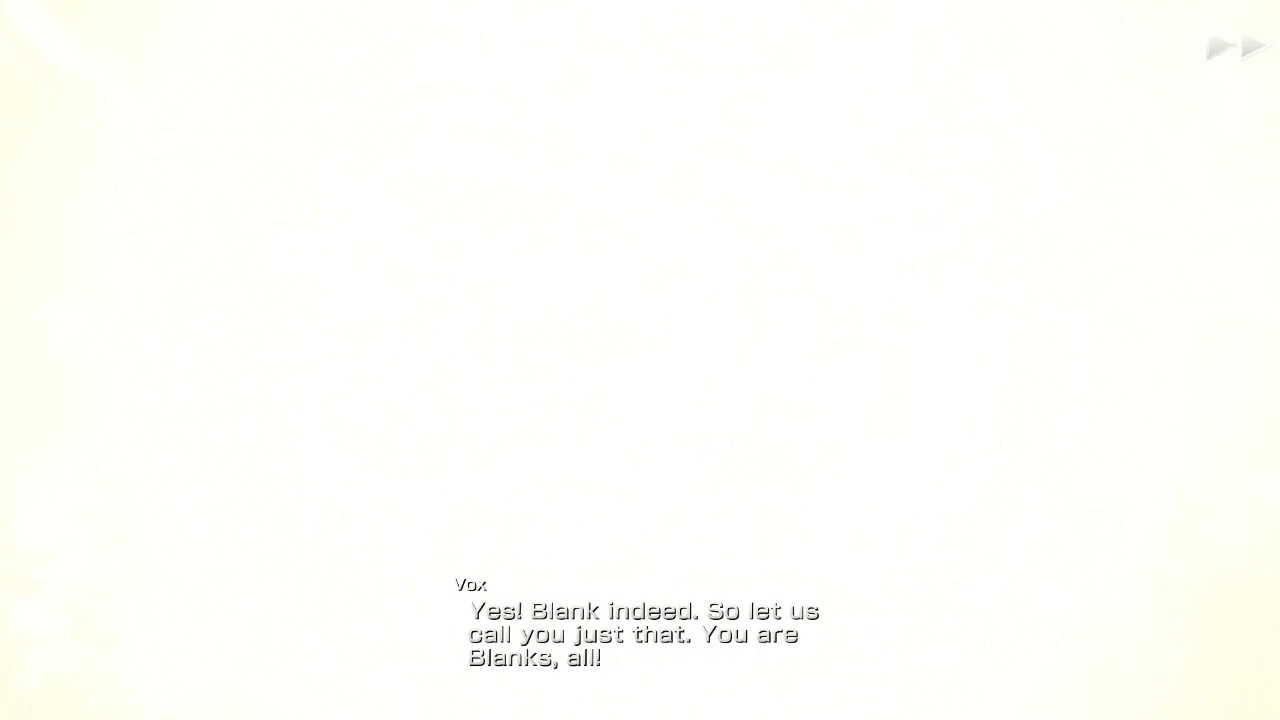 Vox
Yes! Blank indeed. So let us
call you just that. You are
Blanks, all!